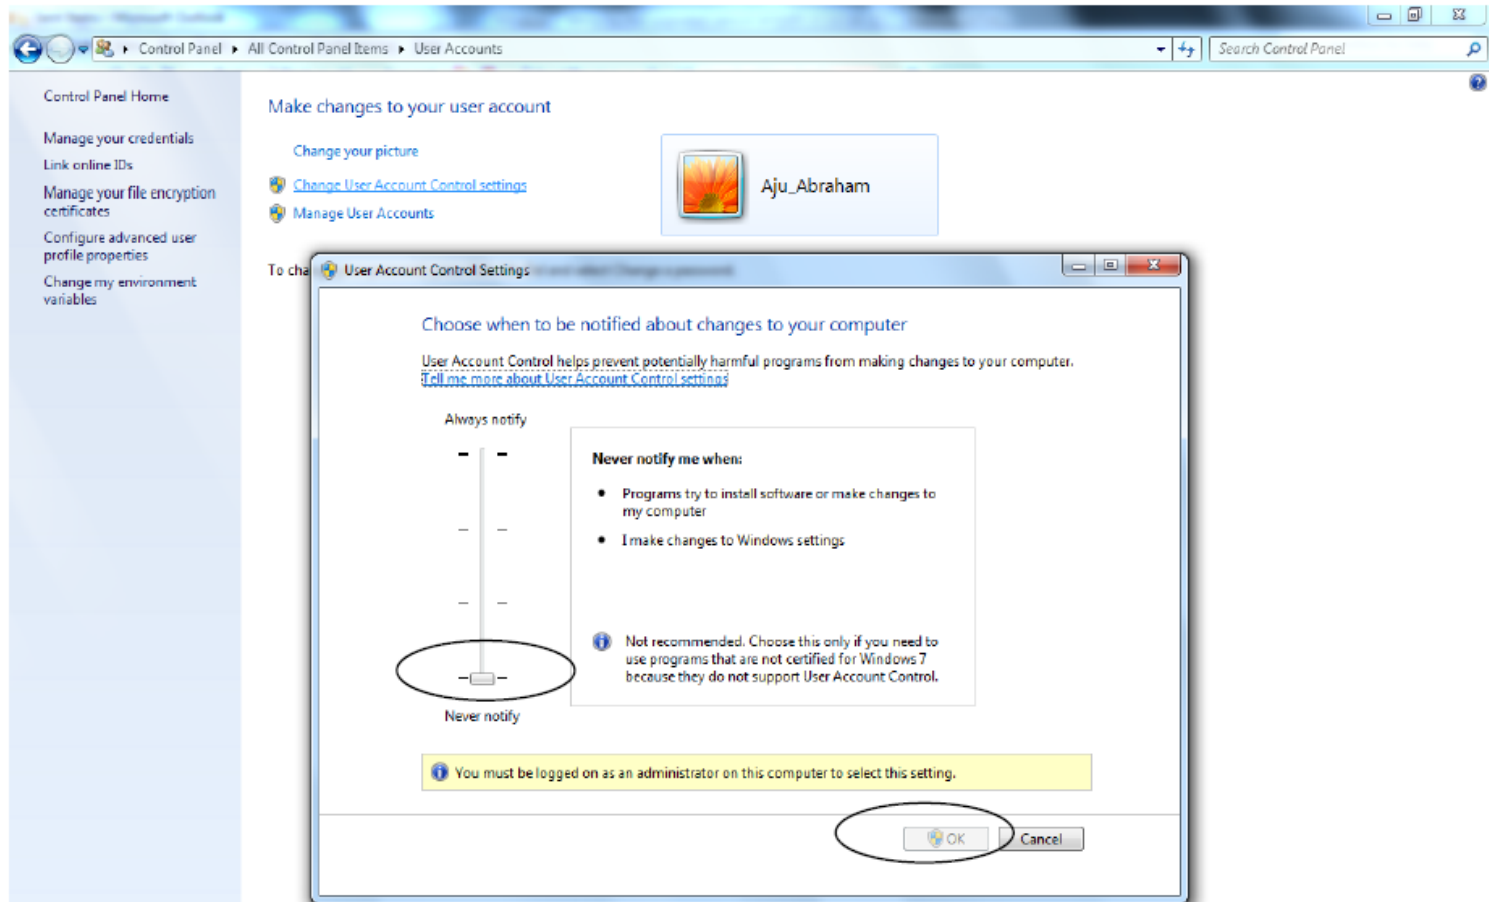 Control Panel ▸ All Control Panel Items ▸ User Accounts
Search Control Panel
Control Panel Home
Manage your credentials
Link online IDs
Manage your file encryption
certificates
Configure advanced user
profile properties
Change my environment
variables
Make changes to your user account
Change your picture
Change User Account Control settings
Manage User Accounts
Aju_Abraham
To cha
User Account Control Settings
Choose when to be notified about changes to your computer
User Account Control helps prevent potentially harmful programs from making changes to your computer.
Tell me more about User Account Control settings
Always notify
Never notify me when:
• Programs try to install software or make changes to
my computer
• I make changes to Windows settings
Not recommended. Choose this only if you need to
use programs that are not certified for Windows 7
because they do not support User Account Control.
Never notify
You must be logged on as an administrator on this computer to select this setting.
OK
Cancel